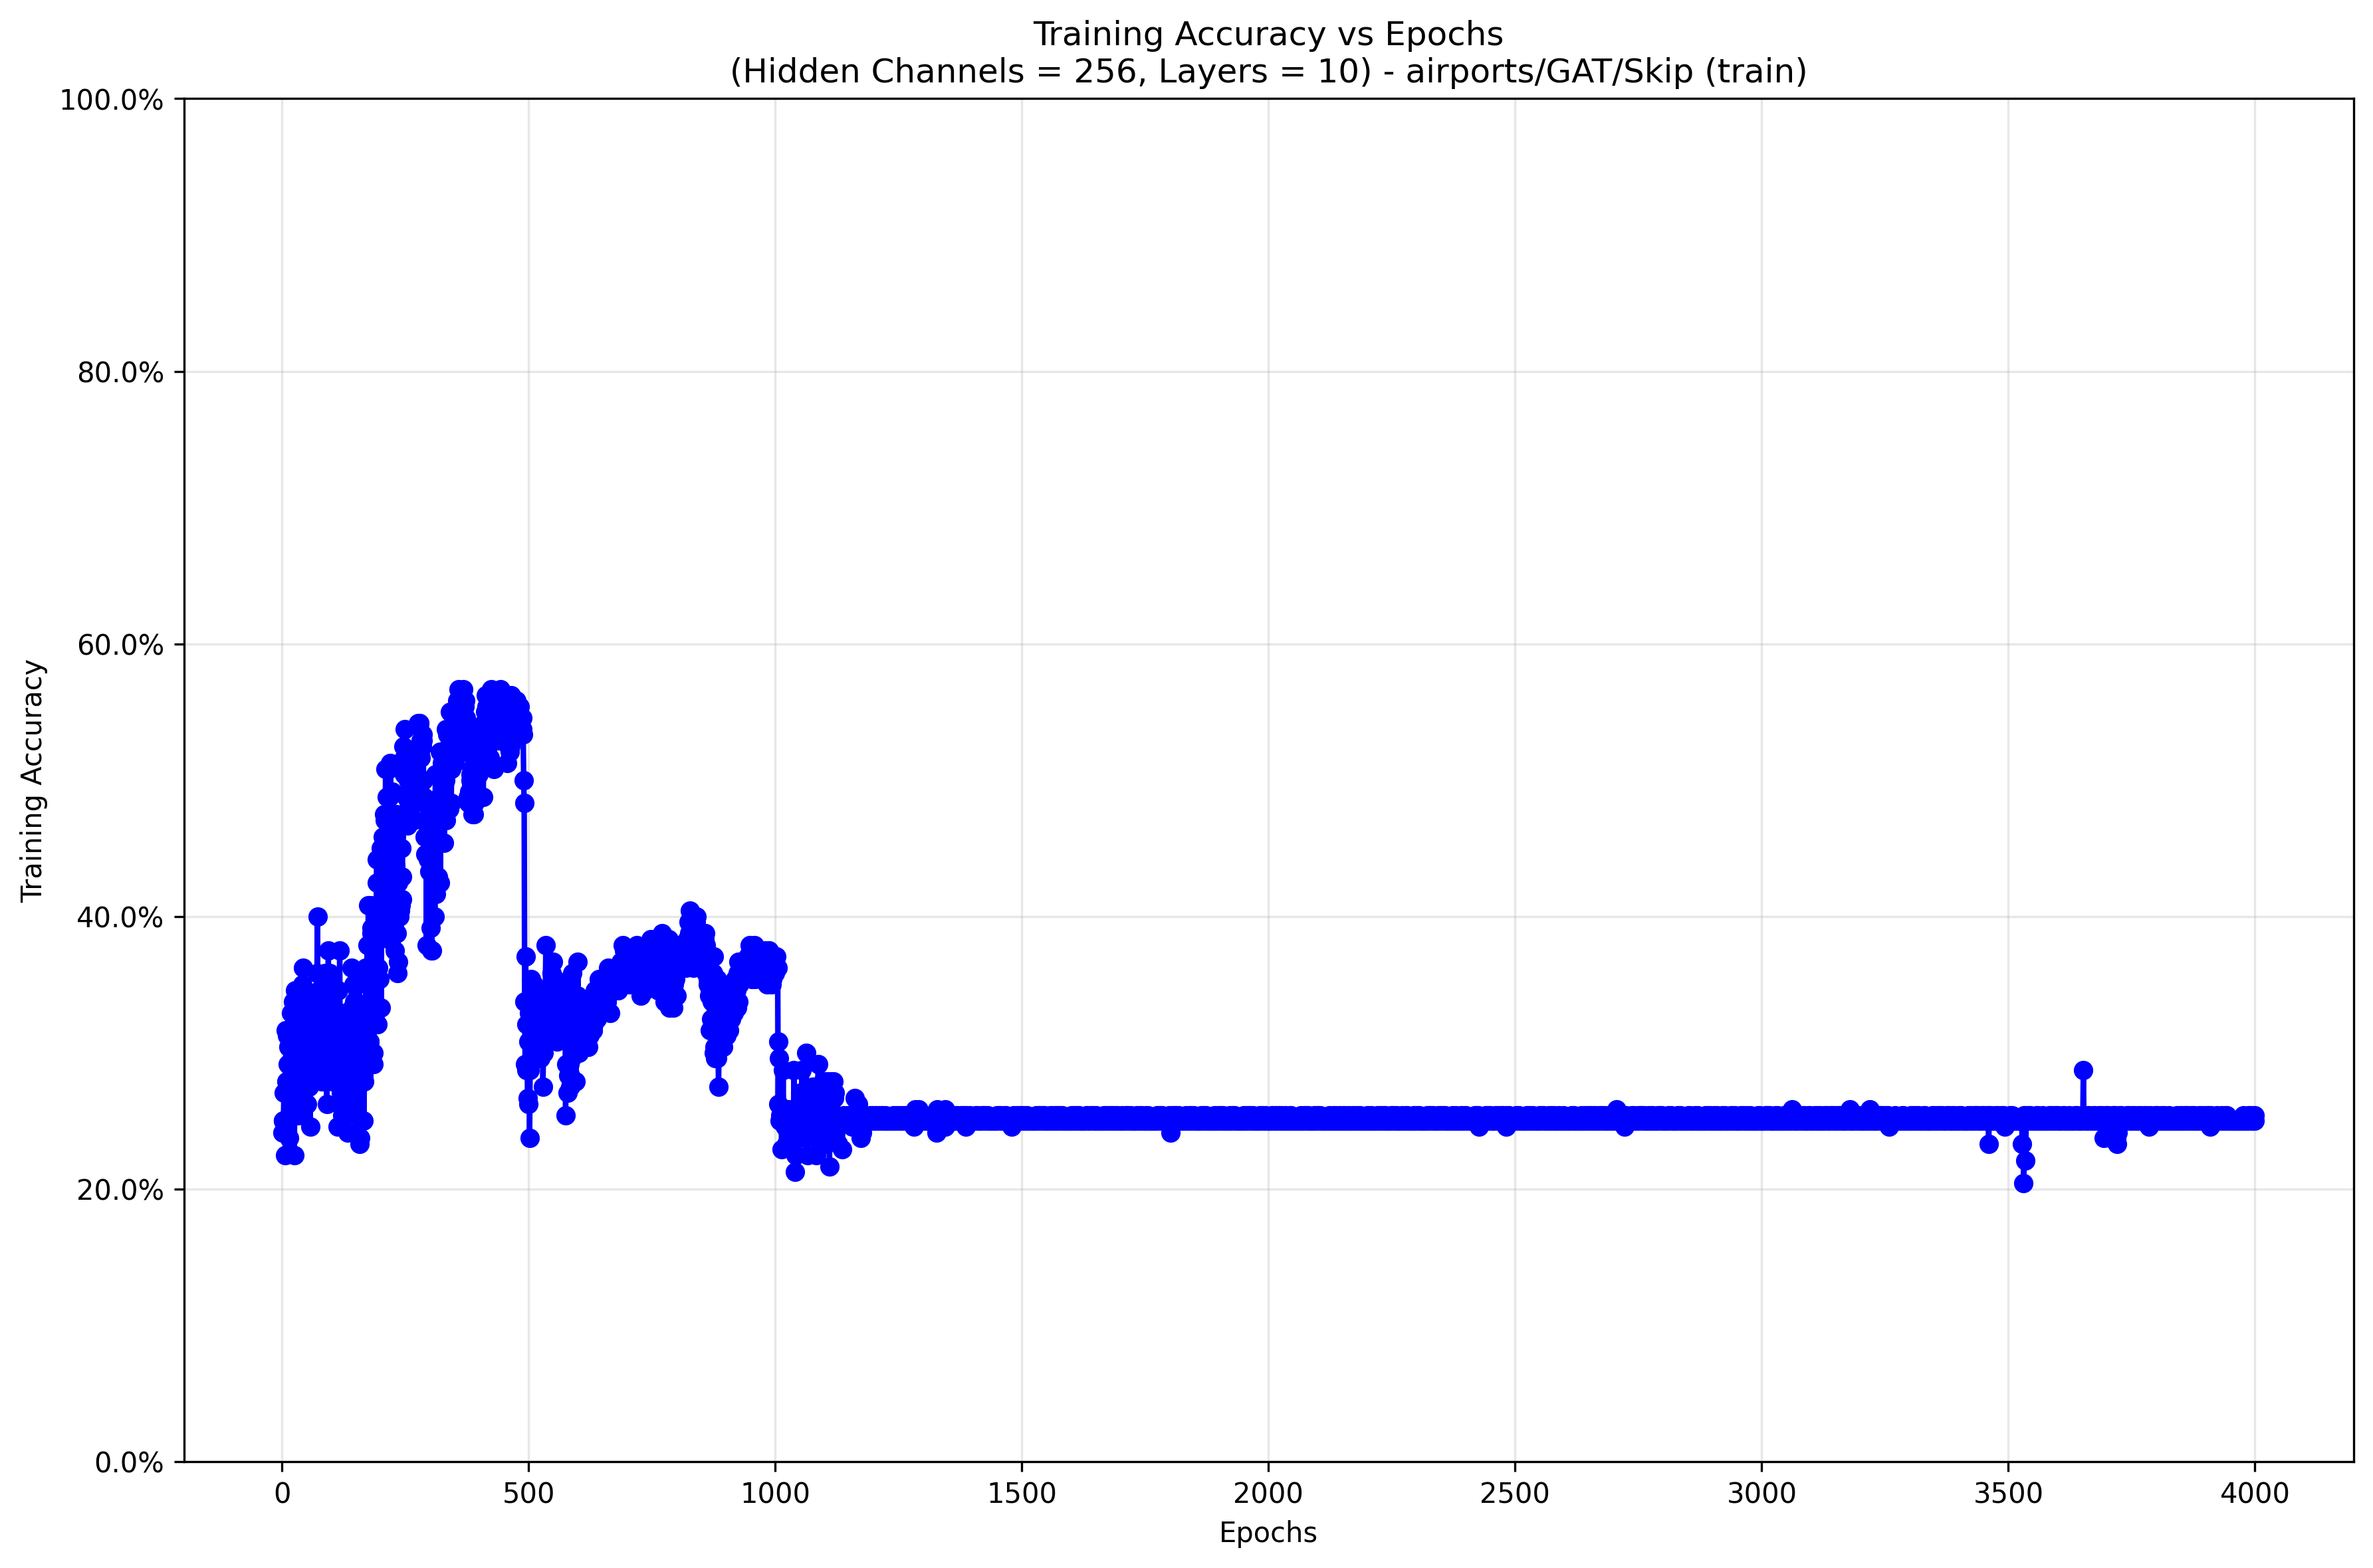 Training Accuracy vs Epochs
(Hidden Channels = 256, Layers = 10) - airports/GAT/Skip (train)
100.0%
80.0%
60.0%
40.0%
20.0%
0.0%
Training Accuracy
0 500 1000 1500 2000 2500 3000 3500 4000
Epochs